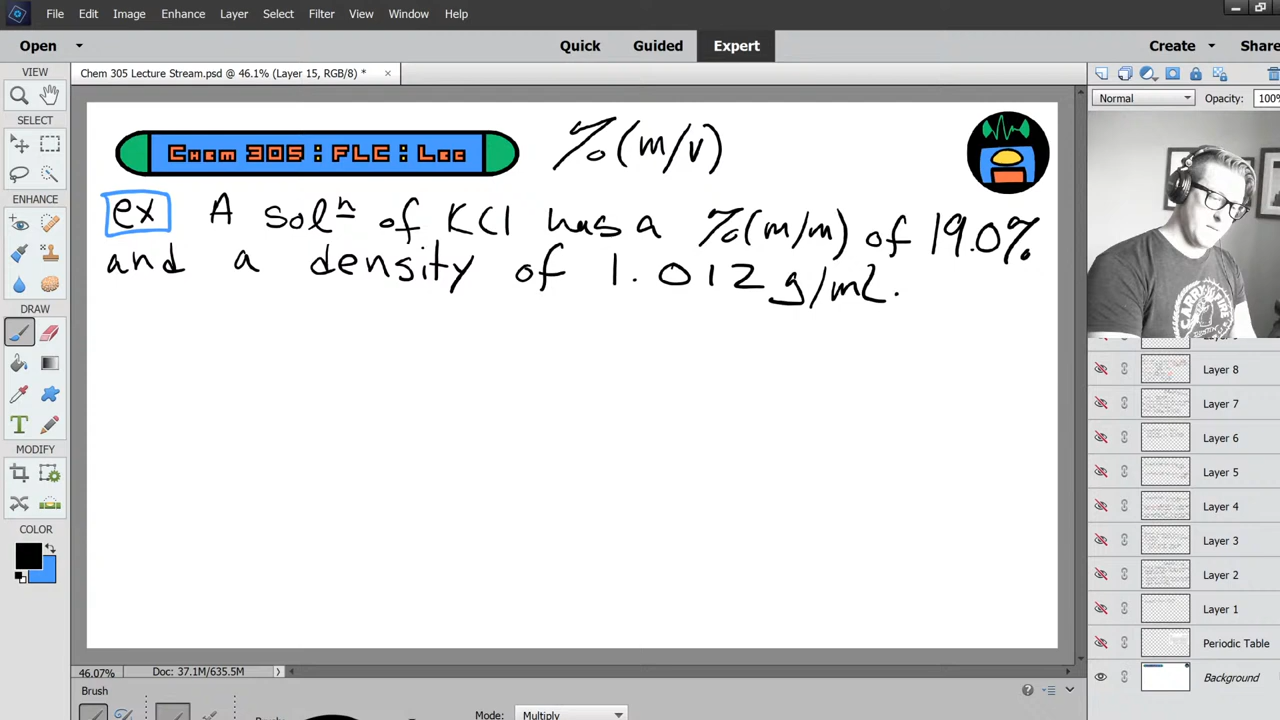 File Edit Image Enhance Layer Select Filter View Window Help
Open Quick Guided Expert Create Share
VIEW
Chem 305 Lecture Stream.psd @ 46.1% (Layer 15, RGB/8) *
Normal Opacity: 100%
SELECT
ENHANCE
DRAW
MODIFY
COLOR
Chem 305 : FLC : Lec
%(m/v)
ex A solⁿ of KCl has a %(m/m) of 19.0%
and a density of 1.012 g/mL.
CARRY FIRE
Layer 8
Layer 7
Layer 6
Layer 5
Layer 4
Layer 3
Layer 2
Layer 1
Periodic Table
Background
46.07% Doc: 37.1M/635.5M
Brush
Mode: Multiply